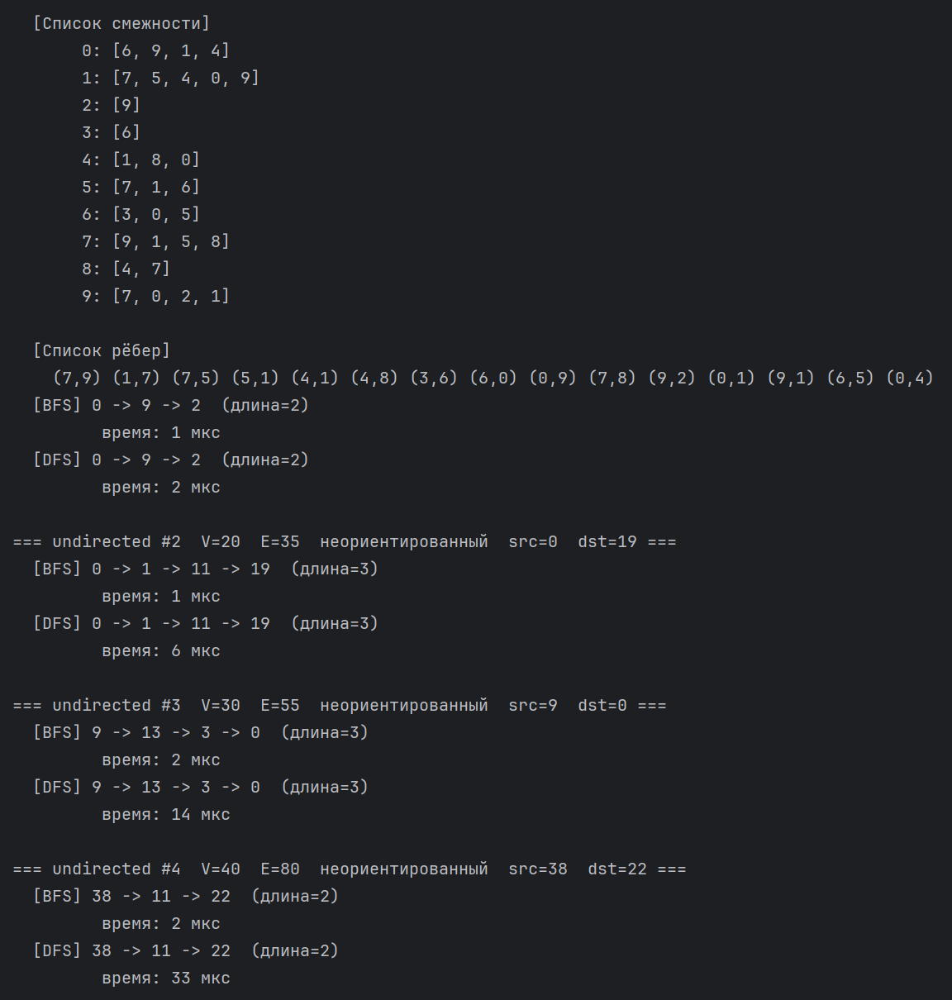 [Список смежности]
0: [6, 9, 1, 4]
1: [7, 5, 4, 0, 9]
2: [9]
3: [6]
4: [1, 8, 0]
5: [7, 1, 6]
6: [3, 0, 5]
7: [9, 1, 5, 8]
8: [4, 7]
9: [7, 0, 2, 1]
[Список рёбер]
(7,9) (1,7) (7,5) (5,1) (4,1) (4,8) (3,6) (6,0) (0,9) (7,8) (9,2) (0,1) (9,1) (6,5) (0,4)
[BFS] 0 -> 9 -> 2 (длина=2)
время: 1 мкс
[DFS] 0 -> 9 -> 2 (длина=2)
время: 2 мкс
=== undirected #2 V=20 E=35 неориентированный src=0 dst=19 ===
[BFS] 0 -> 1 -> 11 -> 19 (длина=3)
время: 1 мкс
[DFS] 0 -> 1 -> 11 -> 19 (длина=3)
время: 6 мкс
=== undirected #3 V=30 E=55 неориентированный src=9 dst=0 ===
[BFS] 9 -> 13 -> 3 -> 0 (длина=3)
время: 2 мкс
[DFS] 9 -> 13 -> 3 -> 0 (длина=3)
время: 14 мкс
=== undirected #4 V=40 E=80 неориентированный src=38 dst=22 ===
[BFS] 38 -> 11 -> 22 (длина=2)
время: 2 мкс
[DFS] 38 -> 11 -> 22 (длина=2)
время: 33 мкс